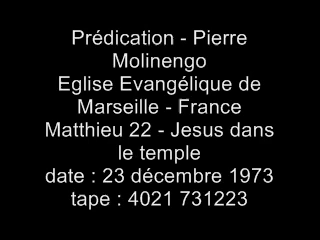 Prédication - Pierre
Molinengo
Eglise Evangélique de
Marseille - France
Matthieu 22 - Jesus dans
le temple
date : 23 décembre 1973
tape : 4021 731223